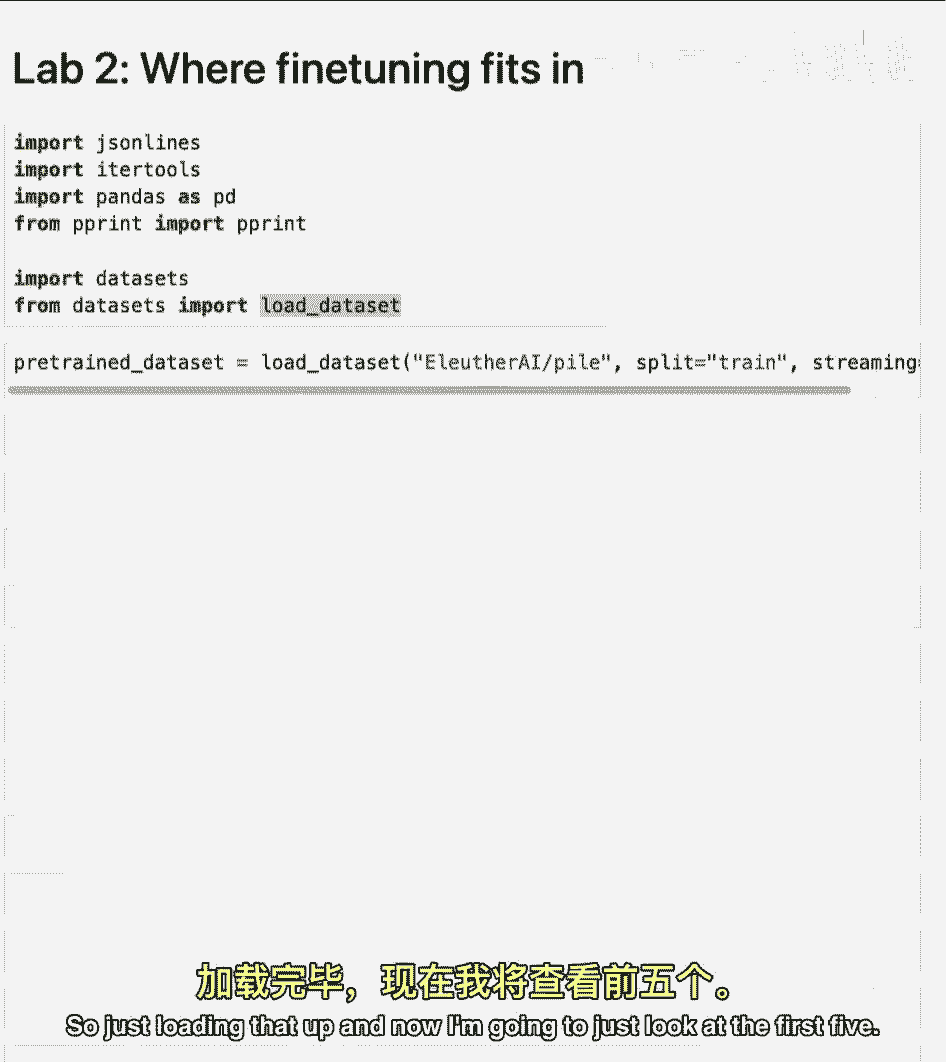 Lab 2: Where finetuning fits in
import jsonlines
import itertools
import pandas as pd
from pprint import pprint
import datasets
from datasets import load_dataset
pretrained_dataset = load_dataset("EleutherAI/pile", split="train", streaming=
加载完毕，现在我将查看前五个。
So just loading that up and now I'm going to just look at the first five.